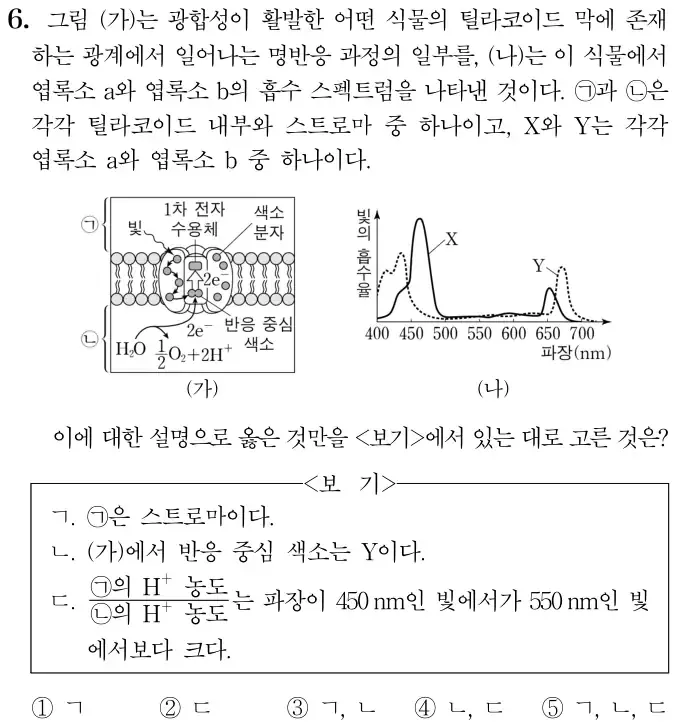 6. 그림 (가)는 광합성이 활발한 어떤 식물의 틸라코이드 막에 존재
하는 광계에서 일어나는 명반응 과정의 일부를, (나)는 이 식물에서
엽록소 a와 엽록소 b의 흡수 스펙트럼을 나타낸 것이다. ㉠과 ㉡은
각각 틸라코이드 내부와 스트로마 중 하나이고, X와 Y는 각각
엽록소 a와 엽록소 b 중 하나이다.
㉠
빛
1차 전자
수용체
색소
분자
2e⁻
㉡
2e⁻
반응 중심
색소
H₂O
½O₂+2H⁺
(가)
빛의 흡수율
X
Y
400 450 500 550 600 650 700
파장(nm)
(나)
이에 대한 설명으로 옳은 것만을 <보기>에서 있는 대로 고른 것은?
<보 기>
ㄱ. ㉠은 스트로마이다.
ㄴ. (가)에서 반응 중심 색소는 Y이다.
ㄷ. ㉠의 H⁺ 농도
㉡의 H⁺ 농도
는 파장이 450nm인 빛에서가 550nm인 빛
에서보다 크다.
① ㄱ ② ㄷ ③ ㄱ, ㄴ ④ ㄴ, ㄷ ⑤ ㄱ, ㄴ, ㄷ